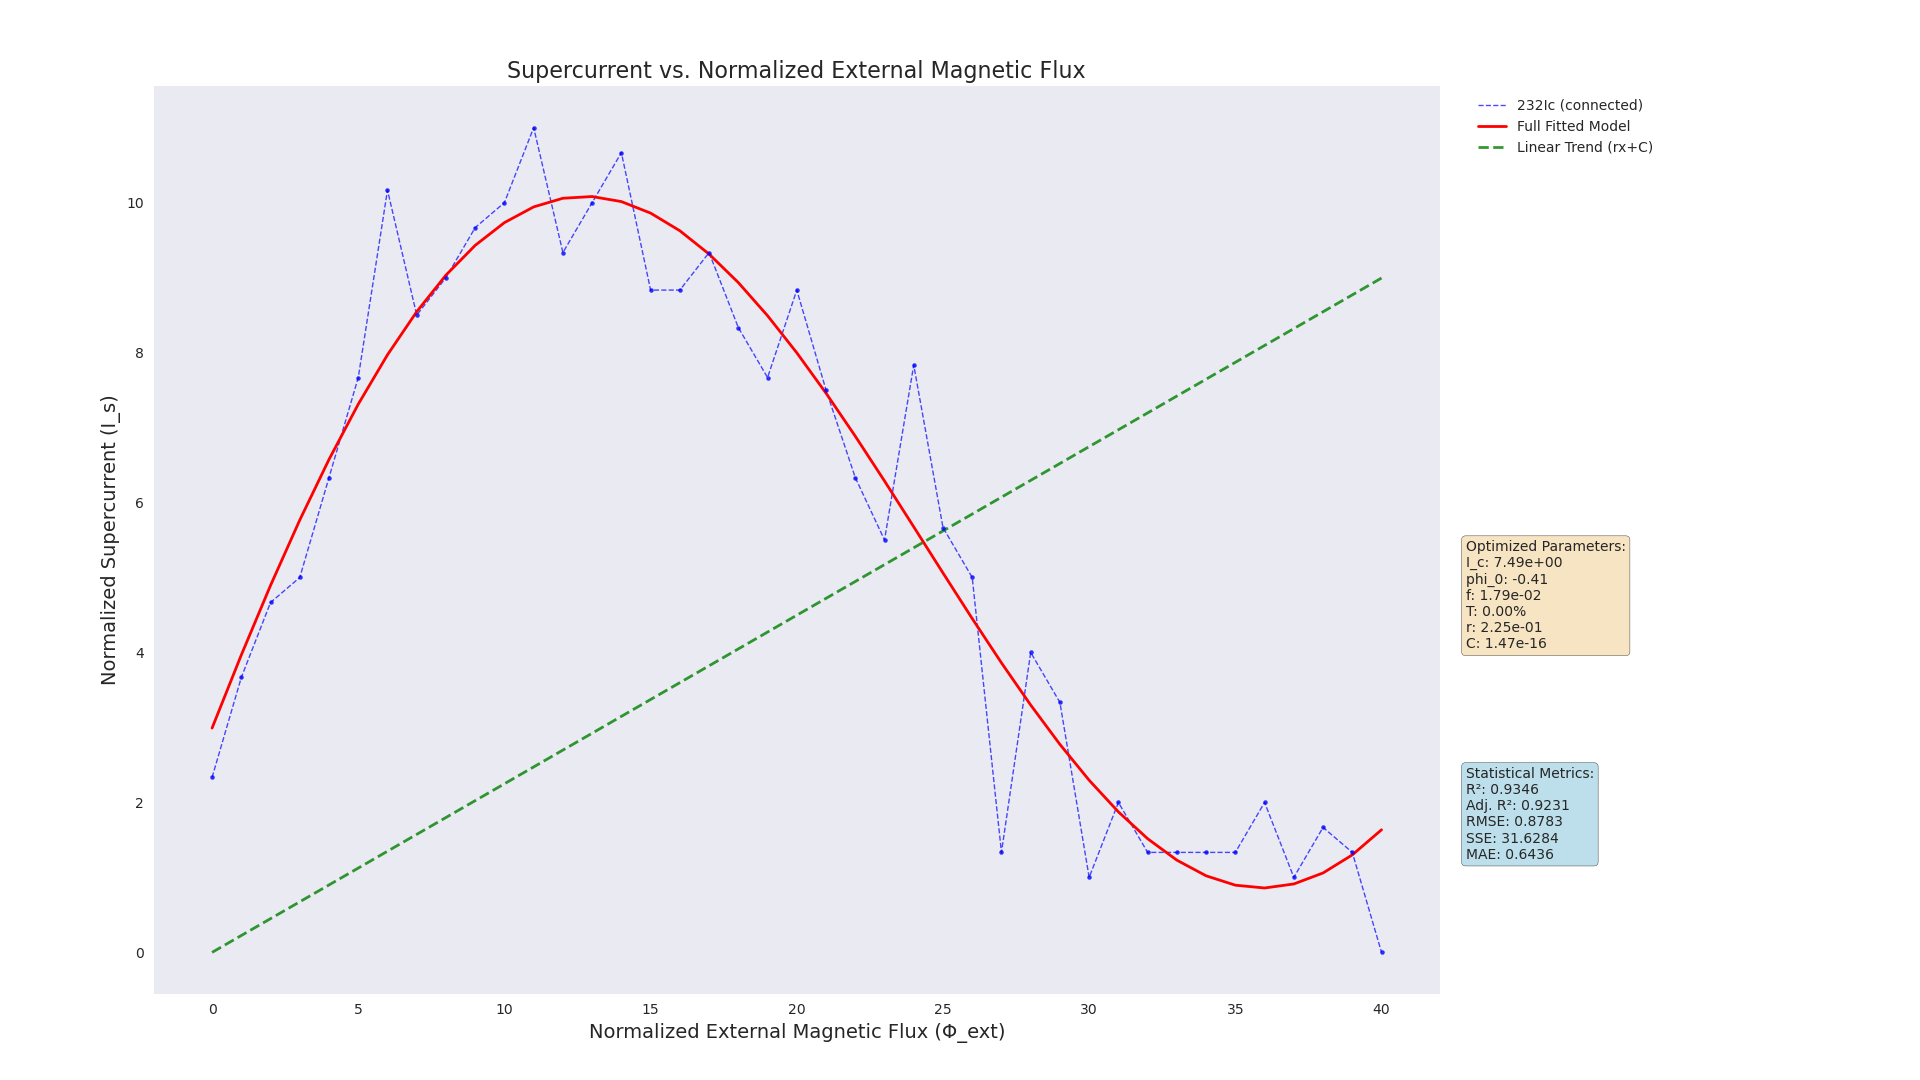 Supercurrent vs. Normalized External Magnetic Flux
232Ic (connected)
Full Fitted Model
Linear Trend (rx+C)
Normalized Supercurrent (I_s)
10
8
6
4
2
0
0 5 10 15 20 25 30 35 40
Normalized External Magnetic Flux (Φ_ext)
Optimized Parameters:
I_c: 7.49e+00
phi_0: -0.41
f: 1.79e-02
T: 0.00%
r: 2.25e-01
C: 1.47e-16
Statistical Metrics:
R²: 0.9346
Adj. R²: 0.9231
RMSE: 0.8783
SSE: 31.6284
MAE: 0.6436